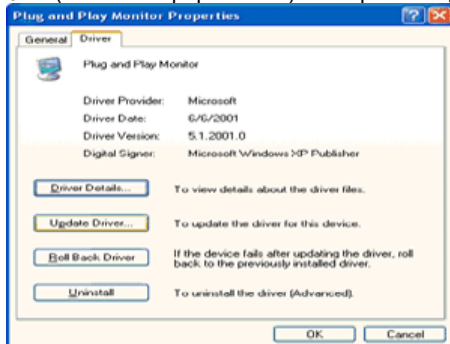 Plug and Play Monitor Properties
General Driver
Plug and Play Monitor
Driver Provider: Microsoft
Driver Date: 6/6/2001
Driver Version: 5.1.2001.0
Digital Signer: Microsoft Windows XP Publisher
Driver Details... To view details about the driver files.
Update Driver... To update the driver for this device.
Roll Back Driver If the device fails after updating the driver, roll
back to the previously installed driver.
Uninstall To uninstall the driver (Advanced).
OK Cancel